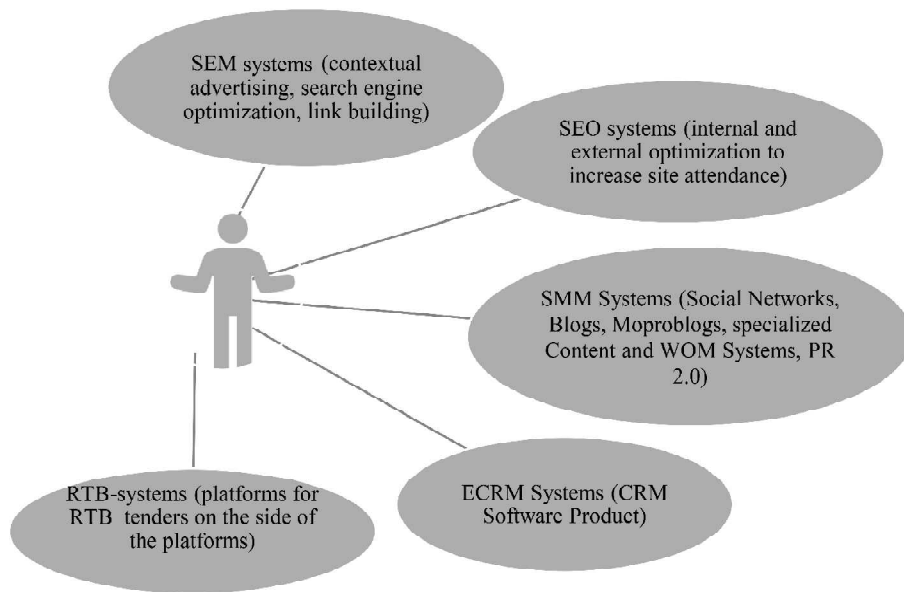 SEM systems (contextual
advertising, search engine
optimization, link building)
SEO systems (internal and
external optimization to
increase site attendance)
SMM Systems (Social Networks,
Blogs, Moproblogs, specialized
Content and WOM Systems, PR
2.0)
ECRM Systems (CRM
Software Product)
RTB-systems (platforms for
RTB tenders on the side of
the platforms)